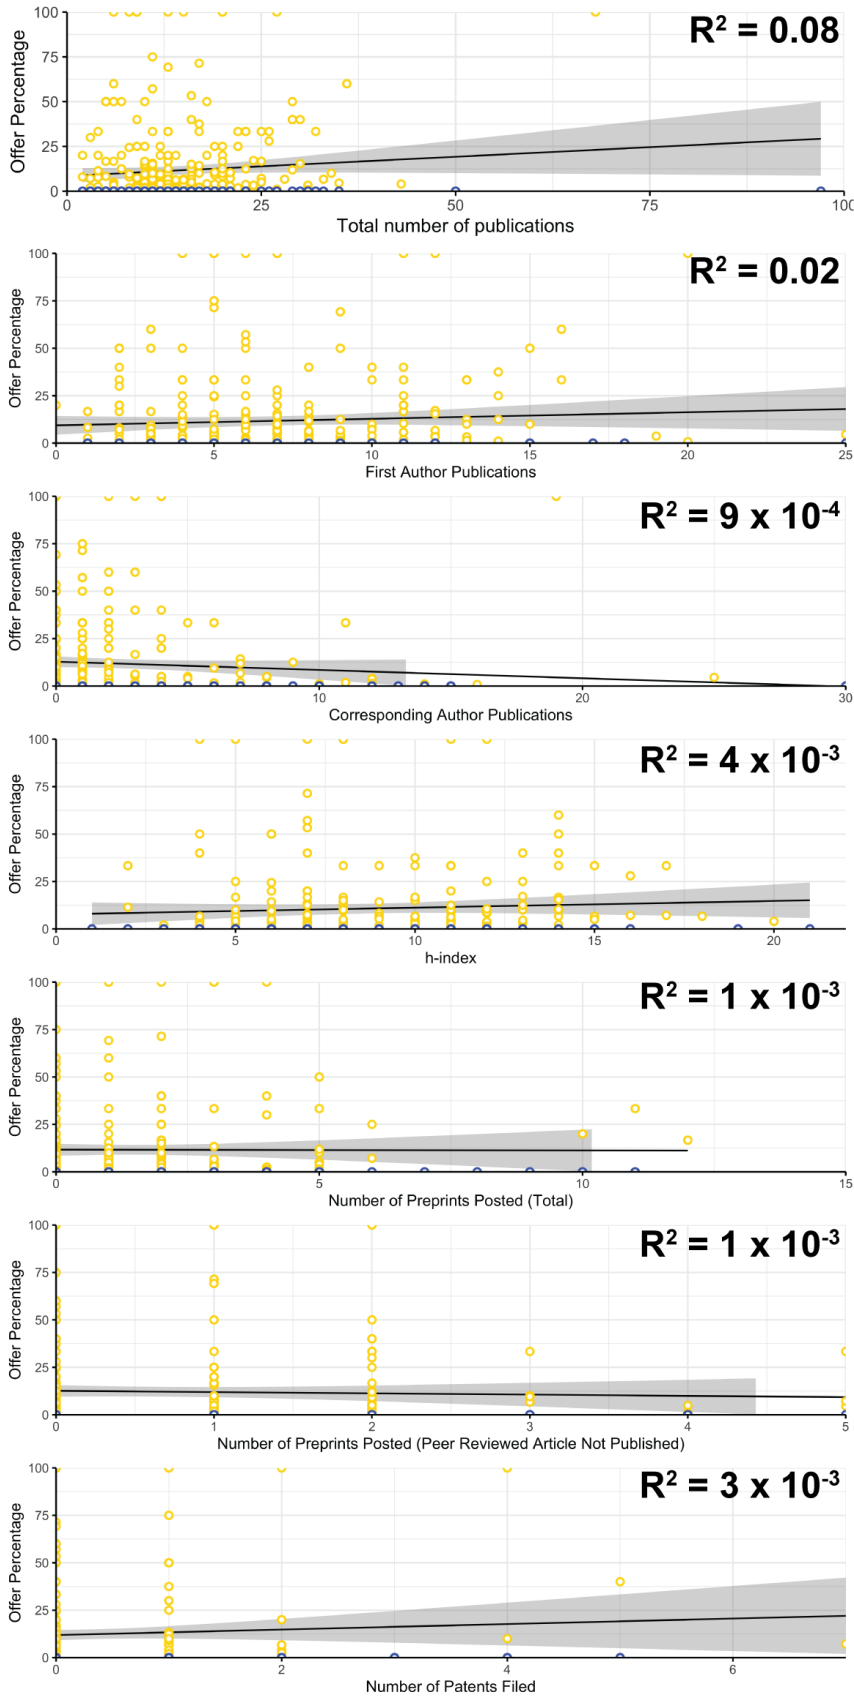 R² = 0.08
Offer Percentage
100
75
50
25
0
0 25 50 75 100
Total number of publications
R² = 0.02
Offer Percentage
100
75
50
25
0
0 5 10 15 20 25
First Author Publications
R² = 9 x 10⁻⁴
Offer Percentage
100
75
50
25
0
0 10 20 30
Corresponding Author Publications
R² = 4 x 10⁻³
Offer Percentage
100
75
50
25
0
0 5 10 15 20
h-index
R² = 1 x 10⁻³
Offer Percentage
100
75
50
25
0
0 5 10 15
Number of Preprints Posted (Total)
R² = 1 x 10⁻³
Offer Percentage
100
75
50
25
0
0 1 2 3 4 5
Number of Preprints Posted (Peer Reviewed Article Not Published)
R² = 3 x 10⁻³
Offer Percentage
100
75
50
25
0
0 2 4 6
Number of Patents Filed